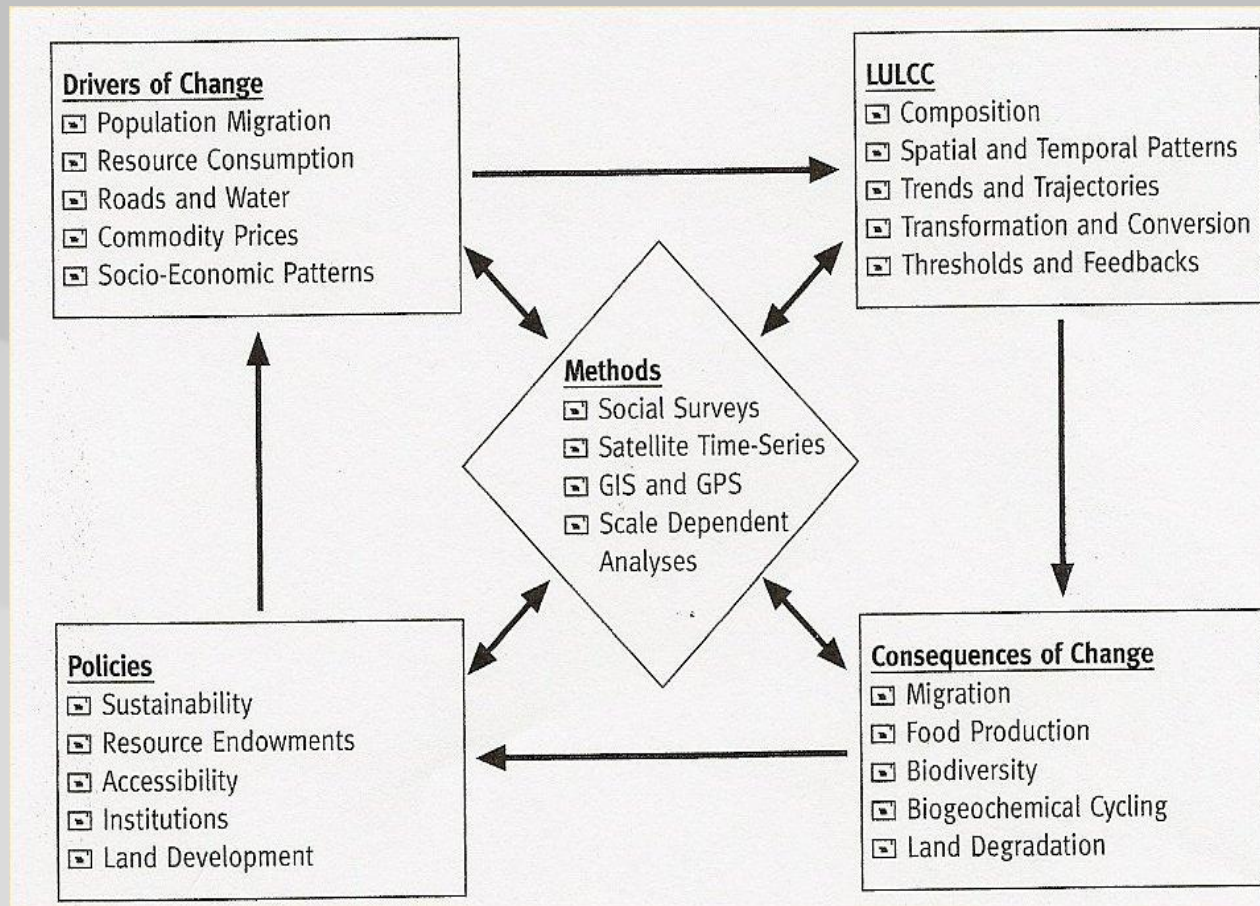 Drivers of Change
Population Migration
Resource Consumption
Roads and Water
Commodity Prices
Socio-Economic Patterns
LULCC
Composition
Spatial and Temporal Patterns
Trends and Trajectories
Transformation and Conversion
Thresholds and Feedbacks
Methods
Social Surveys
Satellite Time-Series
GIS and GPS
Scale Dependent
Analyses
Policies
Sustainability
Resource Endowments
Accessibility
Institutions
Land Development
Consequences of Change
Migration
Food Production
Biodiversity
Biogeochemical Cycling
Land Degradation